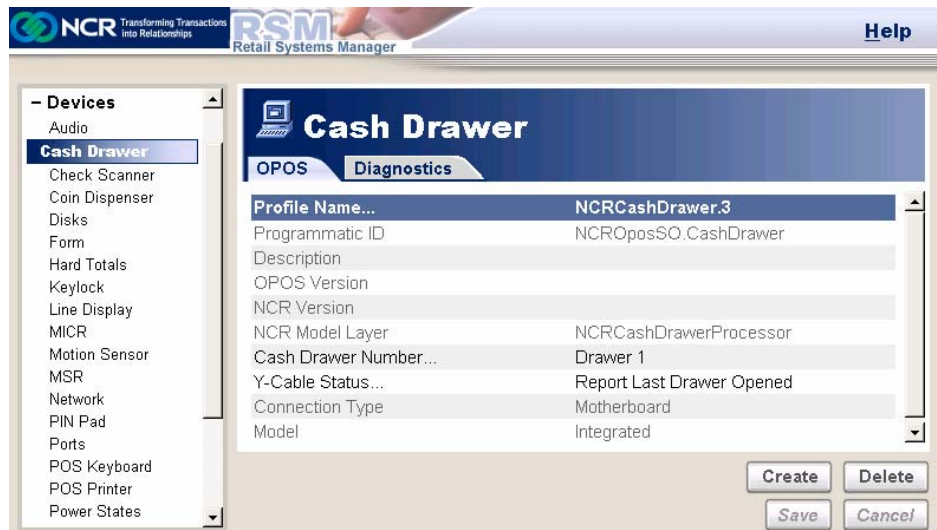 NCR Transforming Transactions into Relationships
RSM
Retail Systems Manager
Help
– Devices
Audio
Cash Drawer
Check Scanner
Coin Dispenser
Disks
Form
Hard Totals
Keylock
Line Display
MICR
Motion Sensor
MSR
Network
PIN Pad
Ports
POS Keyboard
POS Printer
Power States
Cash Drawer
OPOS Diagnostics
Profile Name... NCRCashDrawer.3
Programmatic ID NCROposSO.CashDrawer
Description
OPOS Version
NCR Version
NCR Model Layer NCRCashDrawerProcessor
Cash Drawer Number... Drawer 1
Y-Cable Status... Report Last Drawer Opened
Connection Type Motherboard
Model Integrated
Create Delete
Save Cancel